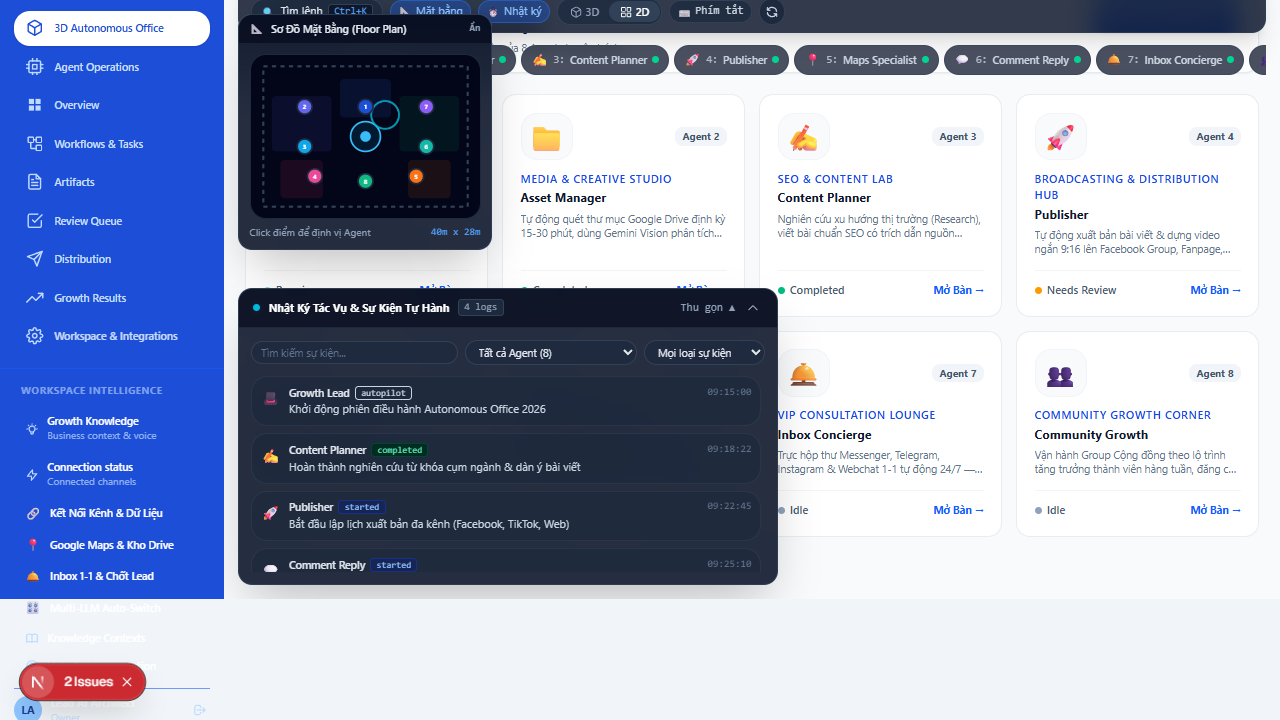 3D Autonomous Office
Agent Operations
Overview
Workflows & Tasks
Artifacts
Review Queue
Distribution
Growth Results
Workspace & Integrations
WORKSPACE INTELLIGENCE
Growth Knowledge
Business context & voice
Connection status
Connected channels
Kết Nối Kênh & Dữ Liệu
Google Maps & Kho Drive
Inbox 1-1 & Chốt Lead
Multi-LLM Auto-Switch
Knowledge Contexts
2 Issues
LA
Owner
Tìm lệnh Ctrl+K
Mặt bằng
Nhật Ký
3D
2D
Phím tắt
3: Content Planner
4: Publisher
5: Maps Specialist
6: Comment Reply
7: Inbox Concierge
Sơ Đồ Mặt Bằng (Floor Plan)
Ẩn
2
1
7
3
6
4
8
5
Click điểm để định vị Agent
40m x 28m
Agent 2
MEDIA & CREATIVE STUDIO
Asset Manager
Tự động quét thư mục Google Drive định kỳ
15-30 phút, dùng Gemini Vision phân tích...
Agent 3
SEO & CONTENT LAB
Content Planner
Nghiên cứu xu hướng thị trường (Research),
viết bài chuẩn SEO có trích dẫn nguồn...
Completed
Mở Bàn →
Agent 4
BROADCASTING & DISTRIBUTION
HUB
Publisher
Tự động xuất bản bài viết & dựng video
ngắn 9:16 lên Facebook Group, Fanpage,...
Needs Review
Mở Bàn →
Nhật Ký Tác Vụ & Sự Kiện Tự Hành
4 logs
Thu gọn ▲
Tìm kiếm sự kiện...
Tất cả Agent (8)
Mọi loại sự kiện
Growth Lead autopilot
09:15:00
Khởi động phiên điều hành Autonomous Office 2026
Content Planner completed
09:18:22
Hoàn thành nghiên cứu từ khóa cụm ngành & dàn ý bài viết
Publisher started
09:22:45
Bắt đầu lập lịch xuất bản đa kênh (Facebook, TikTok, Web)
Comment Reply started
09:25:10
Agent 7
VIP CONSULTATION LOUNGE
Inbox Concierge
Trực hộp thư Messenger, Telegram,
Instagram & Webchat 1-1 tự động 24/7 —...
Idle
Mở Bàn →
Agent 8
COMMUNITY GROWTH CORNER
Community Growth
Vận hành Group Cộng đồng theo lộ trình
tăng trưởng thành viên hàng tuần, đăng c...
Idle
Mở Bàn →